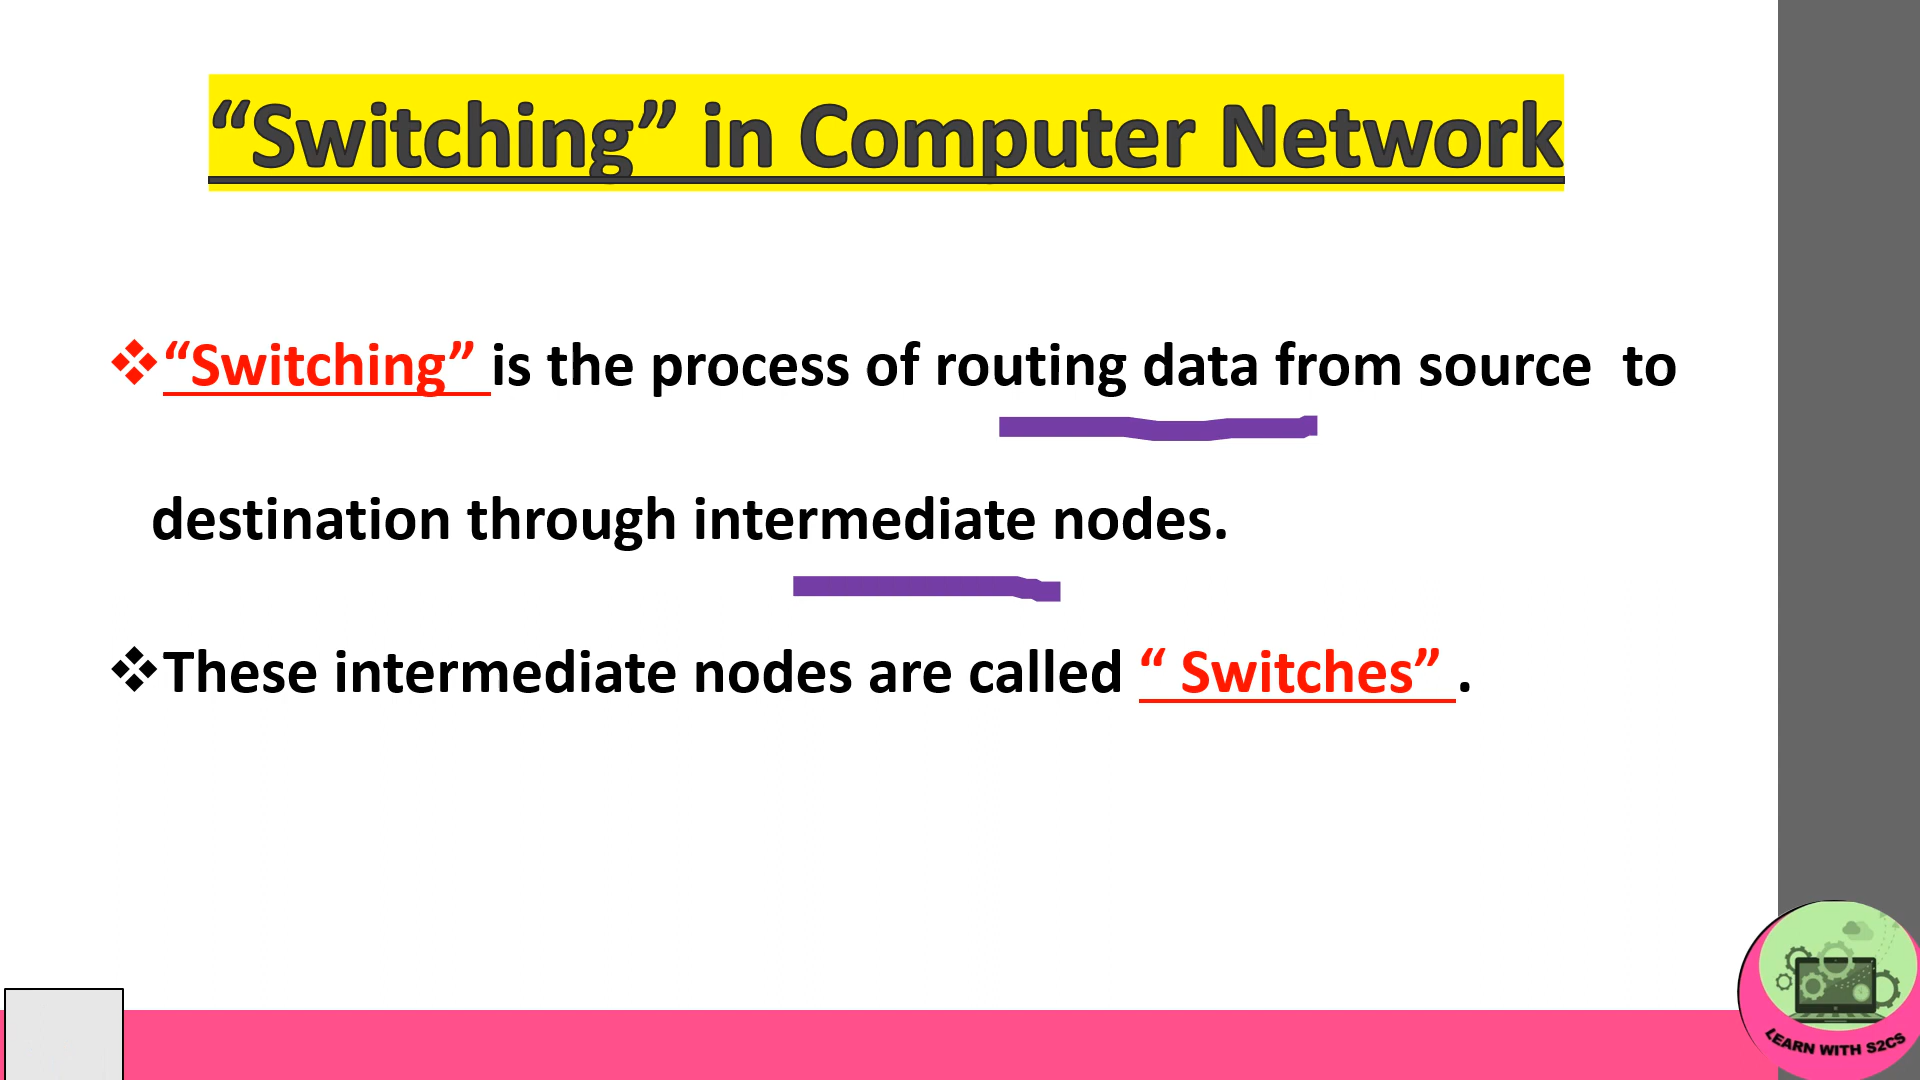 “Switching” in Computer Network
❖“Switching” is the process of routing data from source  to
destination through intermediate nodes.
❖These intermediate nodes are called “ Switches” .
LEARN WITH S2CS